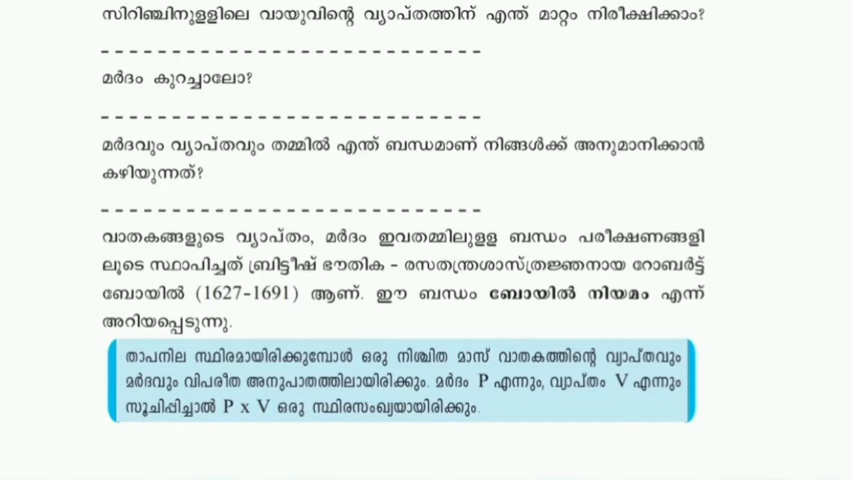 സിറിഞ്ചിനുളളിലെ വായുവിന്റെ വ്യാപ്തത്തിന് എന്ത് മാറ്റം നിരീക്ഷിക്കാം?
മർദം കുറച്ചാലോ?
മർദവും വ്യാപ്തവും തമ്മിൽ എന്ത് ബന്ധമാണ് നിങ്ങൾക്ക് അനുമാനിക്കാൻ
കഴിയുന്നത്?
വാതകങ്ങളുടെ വ്യാപ്തം, മർദം ഇവതമ്മിലുളള ബന്ധം പരീക്ഷണങ്ങളി
ലൂടെ സ്ഥാപിച്ചത് ബ്രിട്ടീഷ് ഭൗതിക – രസതന്ത്രശാസ്ത്രജ്ഞനായ റോബർട്ട്
ബോയിൽ (1627-1691) ആണ്. ഈ ബന്ധം ബോയിൽ നിയമം എന്ന്
അറിയപ്പെടുന്നു.
താപനില സ്ഥിരമായിരിക്കുമ്പോൾ ഒരു നിശ്ചിത മാസ് വാതകത്തിന്റെ വ്യാപ്തവും
മർദവും വിപരീത അനുപാതത്തിലായിരിക്കും. മർദം P എന്നും, വ്യാപ്തം V എന്നും
സൂചിപ്പിച്ചാൽ P x V ഒരു സ്ഥിരസംഖ്യയായിരിക്കും.